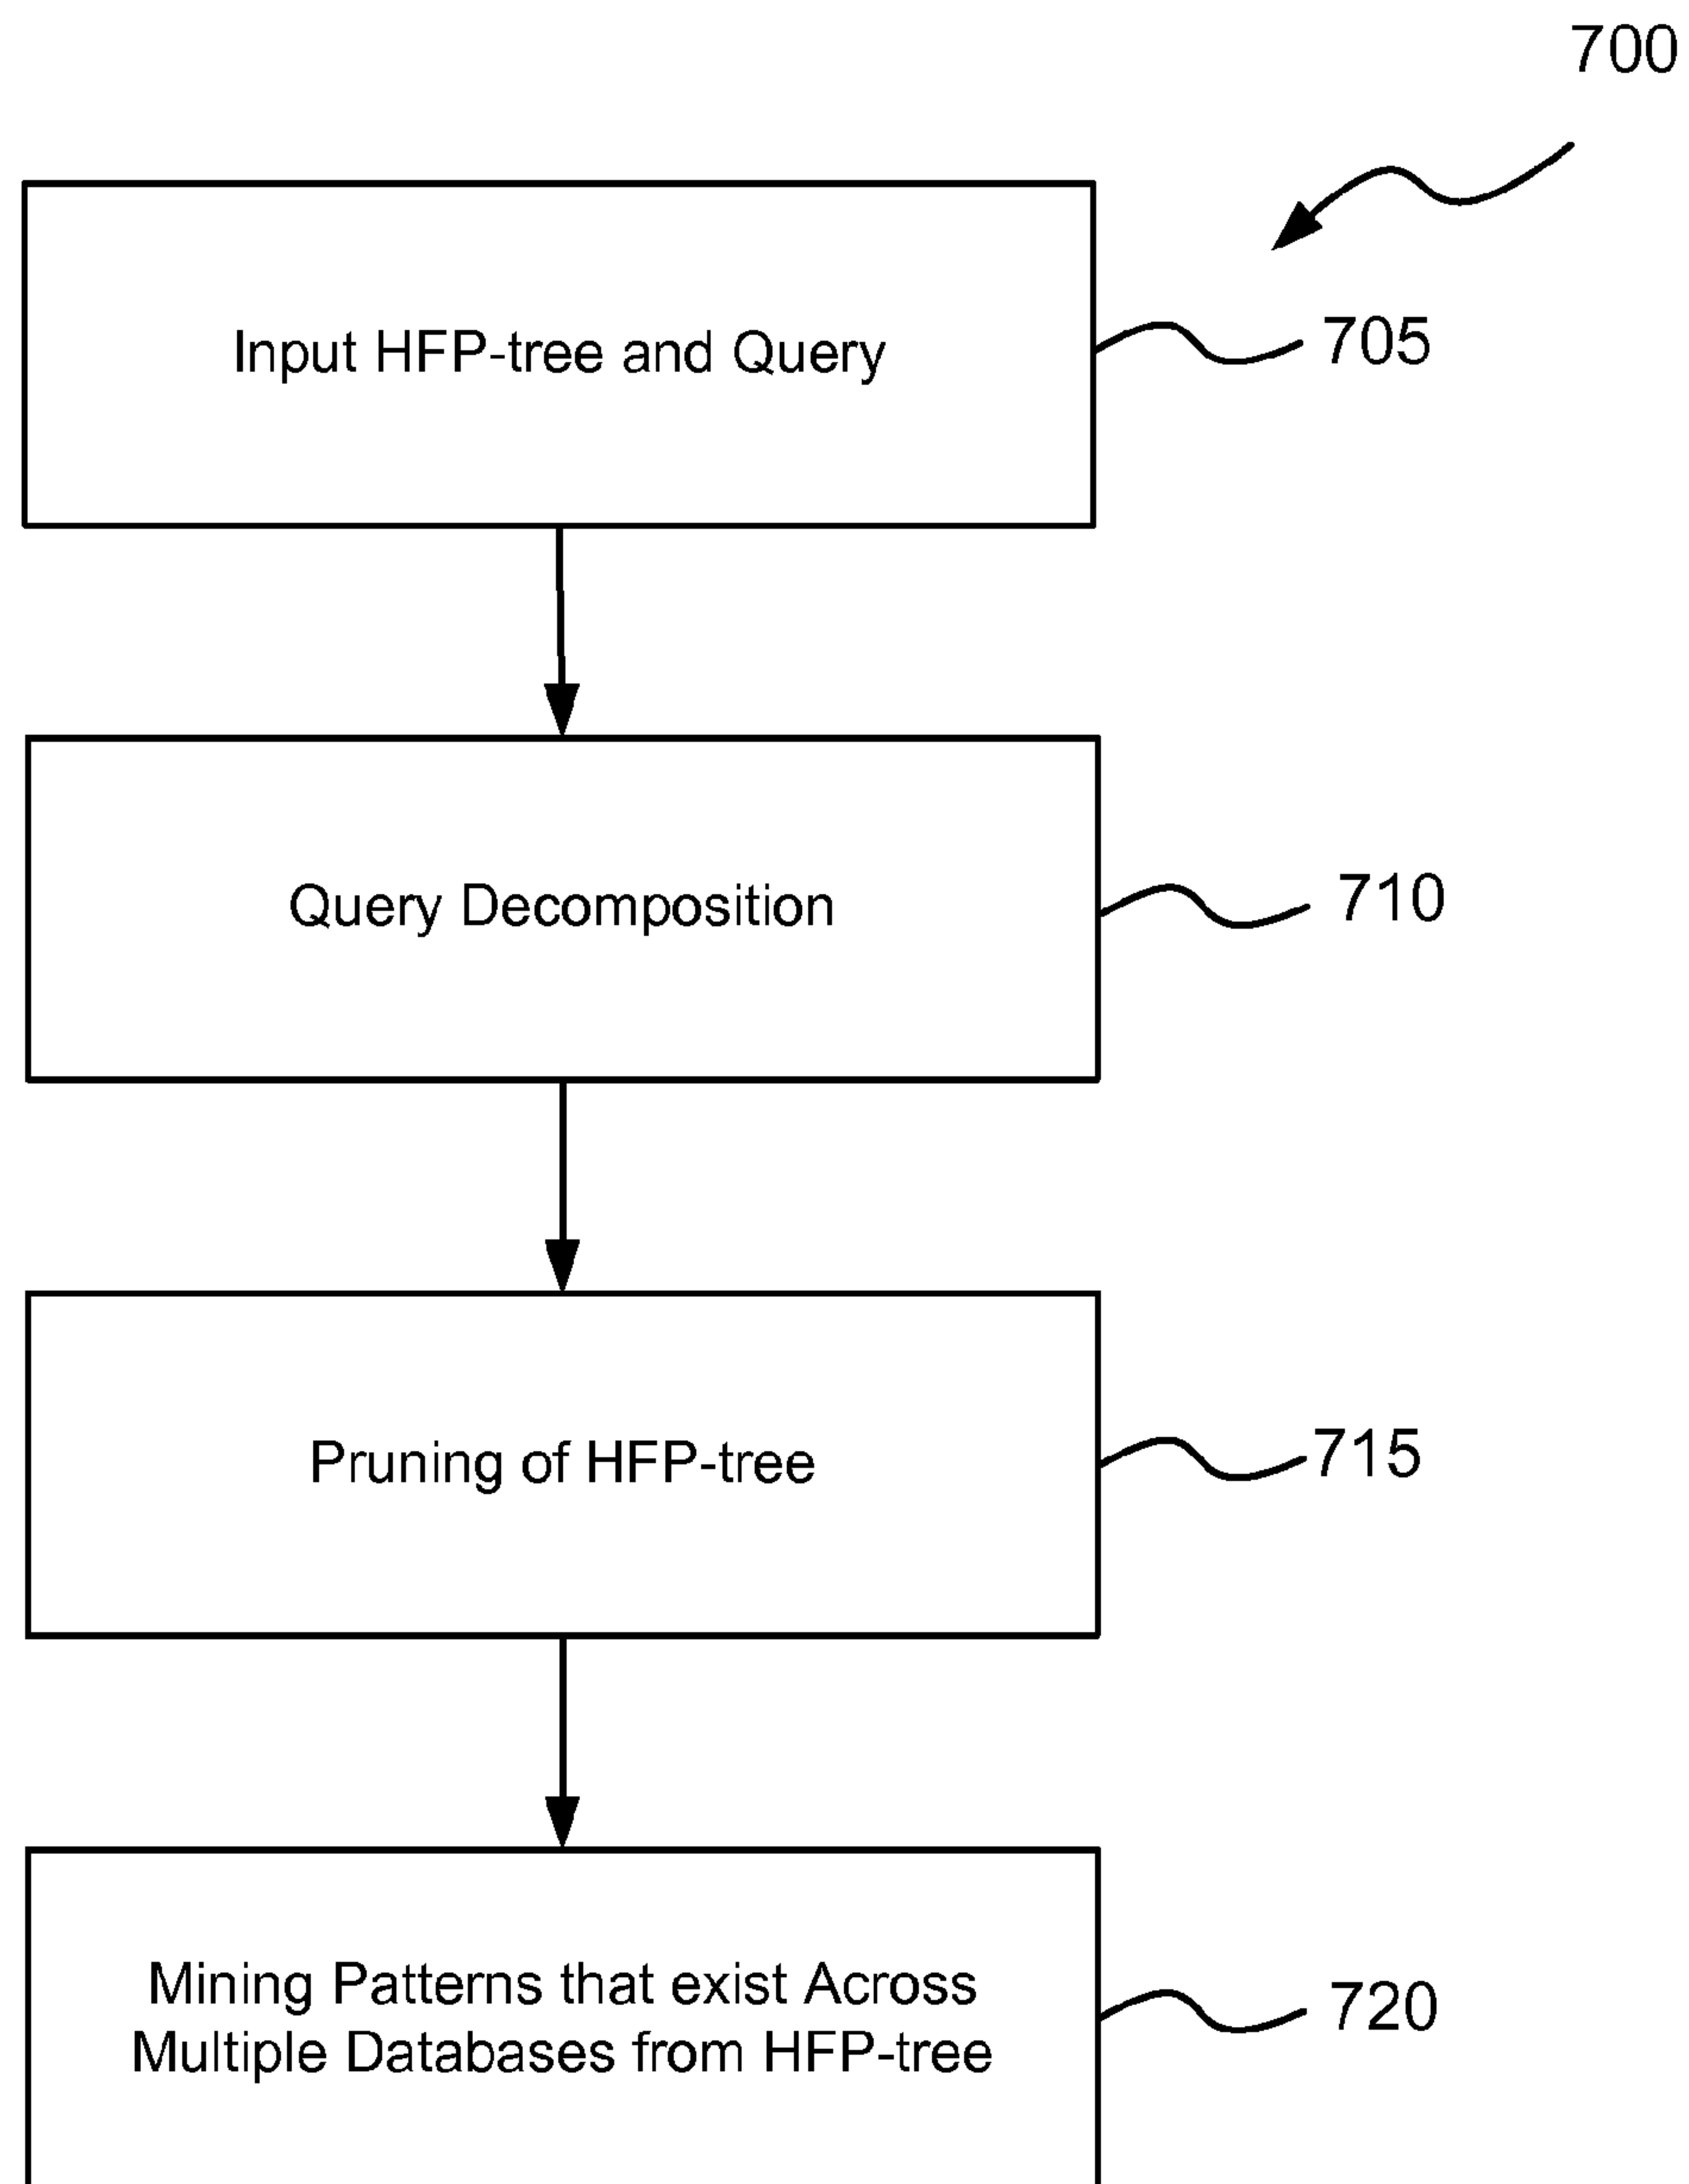 700
Input HFP-tree and Query
705
Query Decomposition
710
Pruning of HFP-tree
715
Mining Patterns that exist Across
Multiple Databases from HFP-tree
720